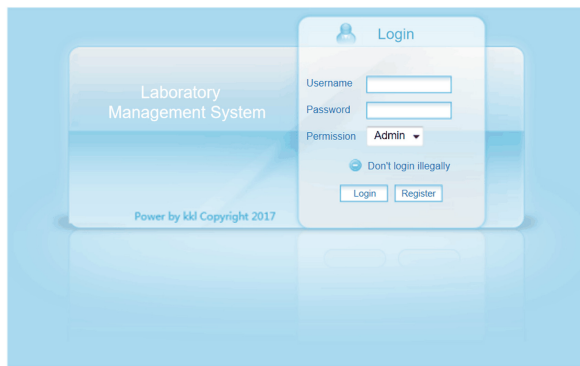 Login
Laboratory
Management System
Username
Password
Permission Admin
Don't login illegally
Login Register
Power by kkl Copyright 2017